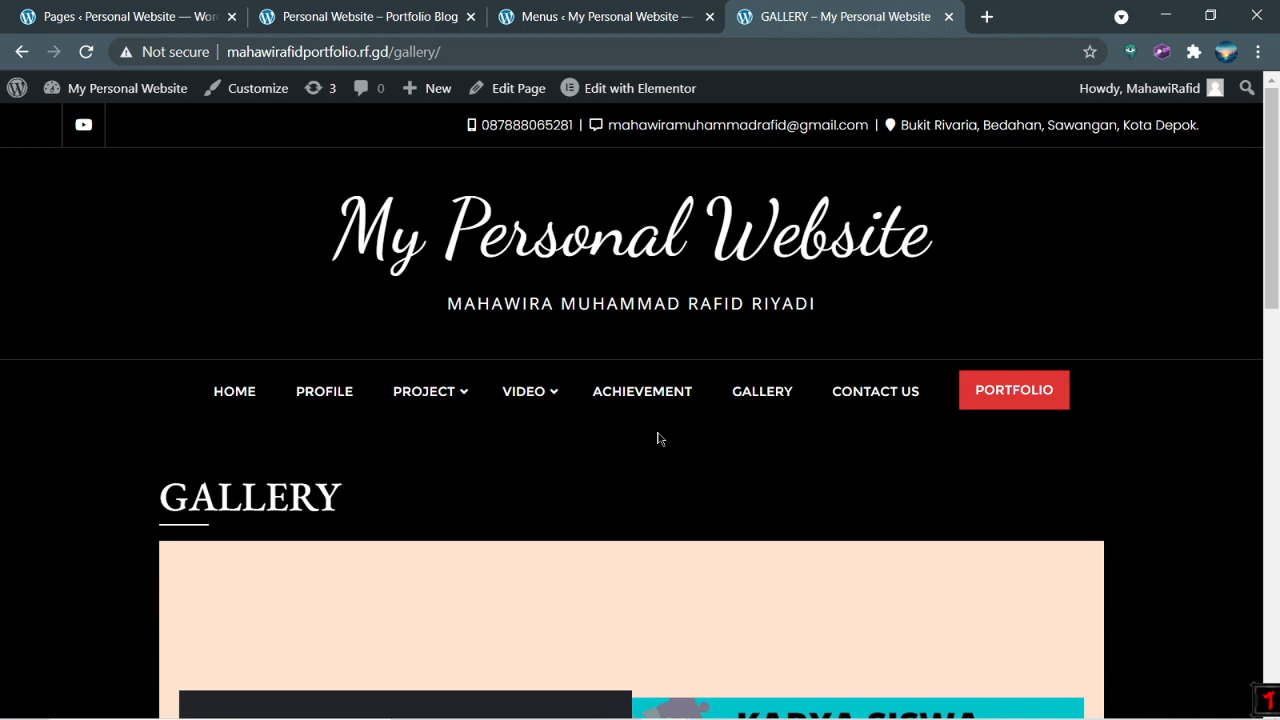 Pages ‹ Personal Website — Wor
Personal Website – Portfolio Blog
Menus ‹ My Personal Website —
GALLERY – My Personal Website
Not secure
mahawirafidportfolio.rf.gd/gallery/
My Personal Website
Customize
3
0
New
Edit Page
Edit with Elementor
Howdy, MahawiRafid
087888065281 |
mahawiramuhammadrafid@gmail.com |
Bukit Rivaria, Bedahan, Sawangan, Kota Depok.
My Personal Website
MAHAWIRA MUHAMMAD RAFID RIYADI
HOME
PROFILE
PROJECT
VIDEO
ACHIEVEMENT
GALLERY
CONTACT US
PORTFOLIO
GALLERY
KARYA SISWA